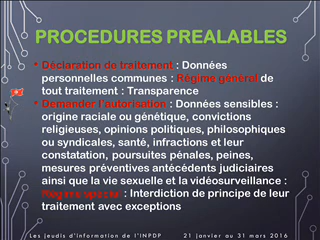 PROCEDURES PREALABLES
• Déclaration de traitement : Données
personnelles communes : Régime général de
tout traitement : Transparence
• Demander l'autorisation : Données sensibles :
origine raciale ou génétique, convictions
religieuses, opinions politiques, philosophiques
ou syndicales, santé, infractions et leur
constatation, poursuites pénales, peines,
mesures préventives antécédents judiciaires
ainsi que la vie sexuelle et la vidéosurveillance :
Régime spécial : Interdiction de principe de leur
traitement avec exceptions
Les jeudis d'information de l'INPDP 21 janvier au 31 mars 2016